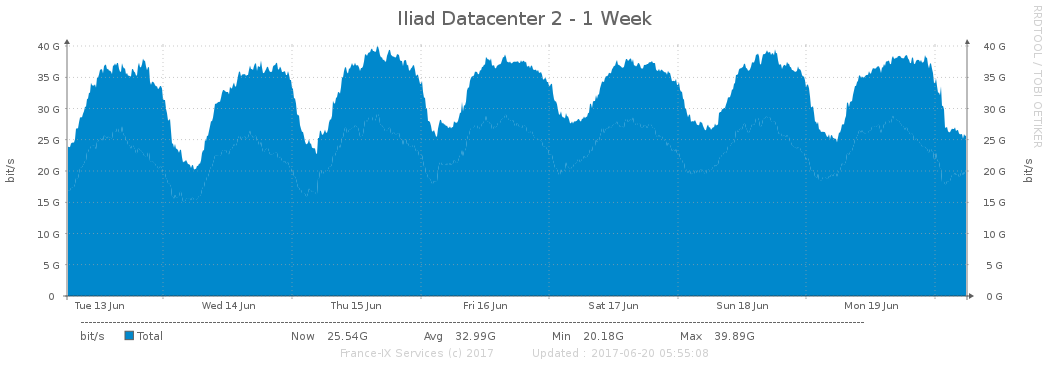 Iliad Datacenter 2 - 1 Week
RRDTOOL / TOBI OETIKER
40 G 40 G
35 G 35 G
30 G 30 G
25 G 25 G
20 G 20 G
15 G 15 G
10 G 10 G
5 G 5 G
0 0 G
bit/s bit/s
Tue 13 Jun Wed 14 Jun Thu 15 Jun Fri 16 Jun Sat 17 Jun Sun 18 Jun Mon 19 Jun
bit/s Total Now 25.54G Avg 32.99G Min 20.18G Max 39.89G
France-IX Services (c) 2017 Updated : 2017-06-20 05:55:08